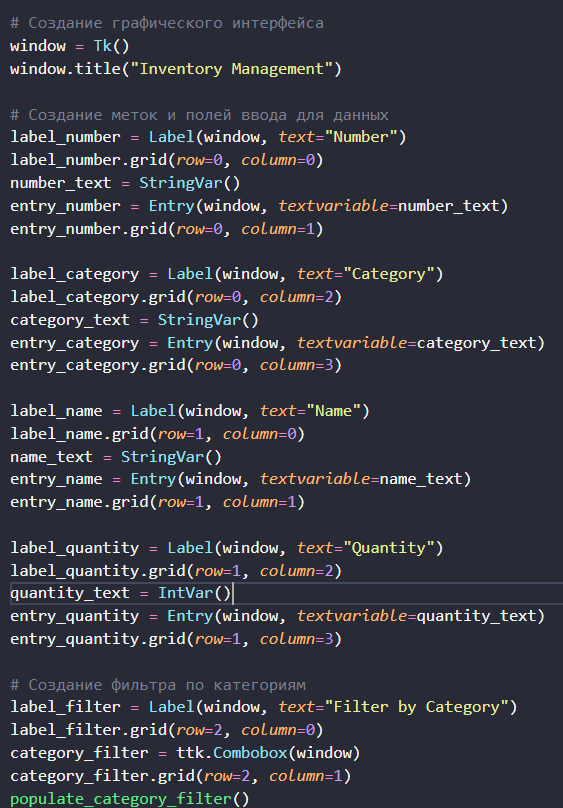 # Создание графического интерфейса
window = Tk()
window.title("Inventory Management")
# Создание меток и полей ввода для данных
label_number = Label(window, text="Number")
label_number.grid(row=0, column=0)
number_text = StringVar()
entry_number = Entry(window, textvariable=number_text)
entry_number.grid(row=0, column=1)
label_category = Label(window, text="Category")
label_category.grid(row=0, column=2)
category_text = StringVar()
entry_category = Entry(window, textvariable=category_text)
entry_category.grid(row=0, column=3)
label_name = Label(window, text="Name")
label_name.grid(row=1, column=0)
name_text = StringVar()
entry_name = Entry(window, textvariable=name_text)
entry_name.grid(row=1, column=1)
label_quantity = Label(window, text="Quantity")
label_quantity.grid(row=1, column=2)
quantity_text = IntVar()
entry_quantity = Entry(window, textvariable=quantity_text)
entry_quantity.grid(row=1, column=3)
# Создание фильтра по категориям
label_filter = Label(window, text="Filter by Category")
label_filter.grid(row=2, column=0)
category_filter = ttk.Combobox(window)
category_filter.grid(row=2, column=1)
populate_category_filter()